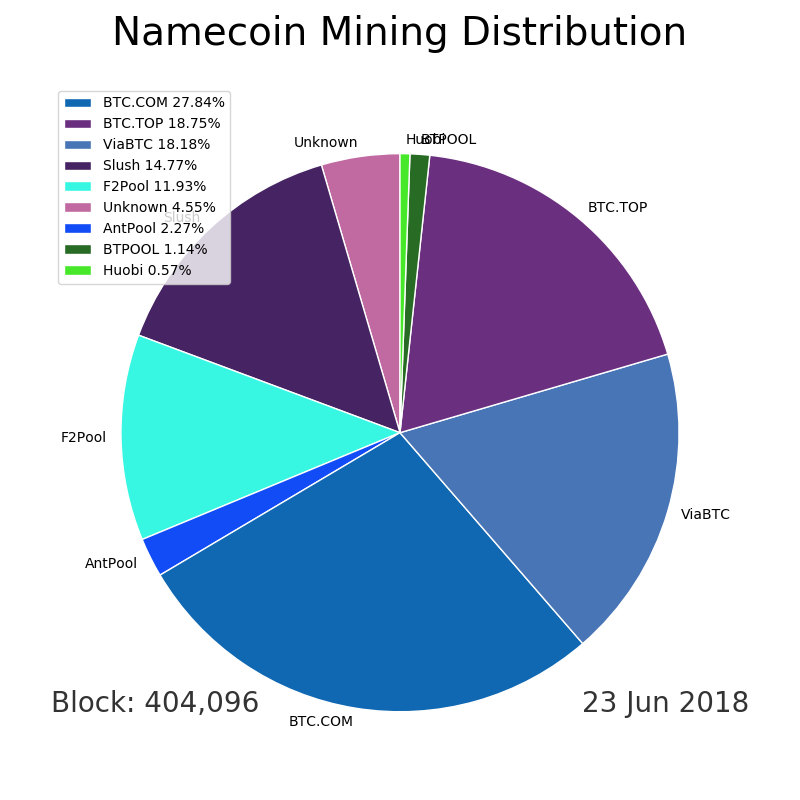 Namecoin Mining Distribution
BTC.COM 27.84%
BTC.TOP 18.75%
ViaBTC 18.18%
Slush 14.77%
F2Pool 11.93%
Unknown 4.55%
AntPool 2.27%
BTPOOL 1.14%
Huobi 0.57%
Unknown
Huobi
BTPOOL
BTC.TOP
Slush
F2Pool
ViaBTC
AntPool
BTC.COM
Block: 404,096
23 Jun 2018